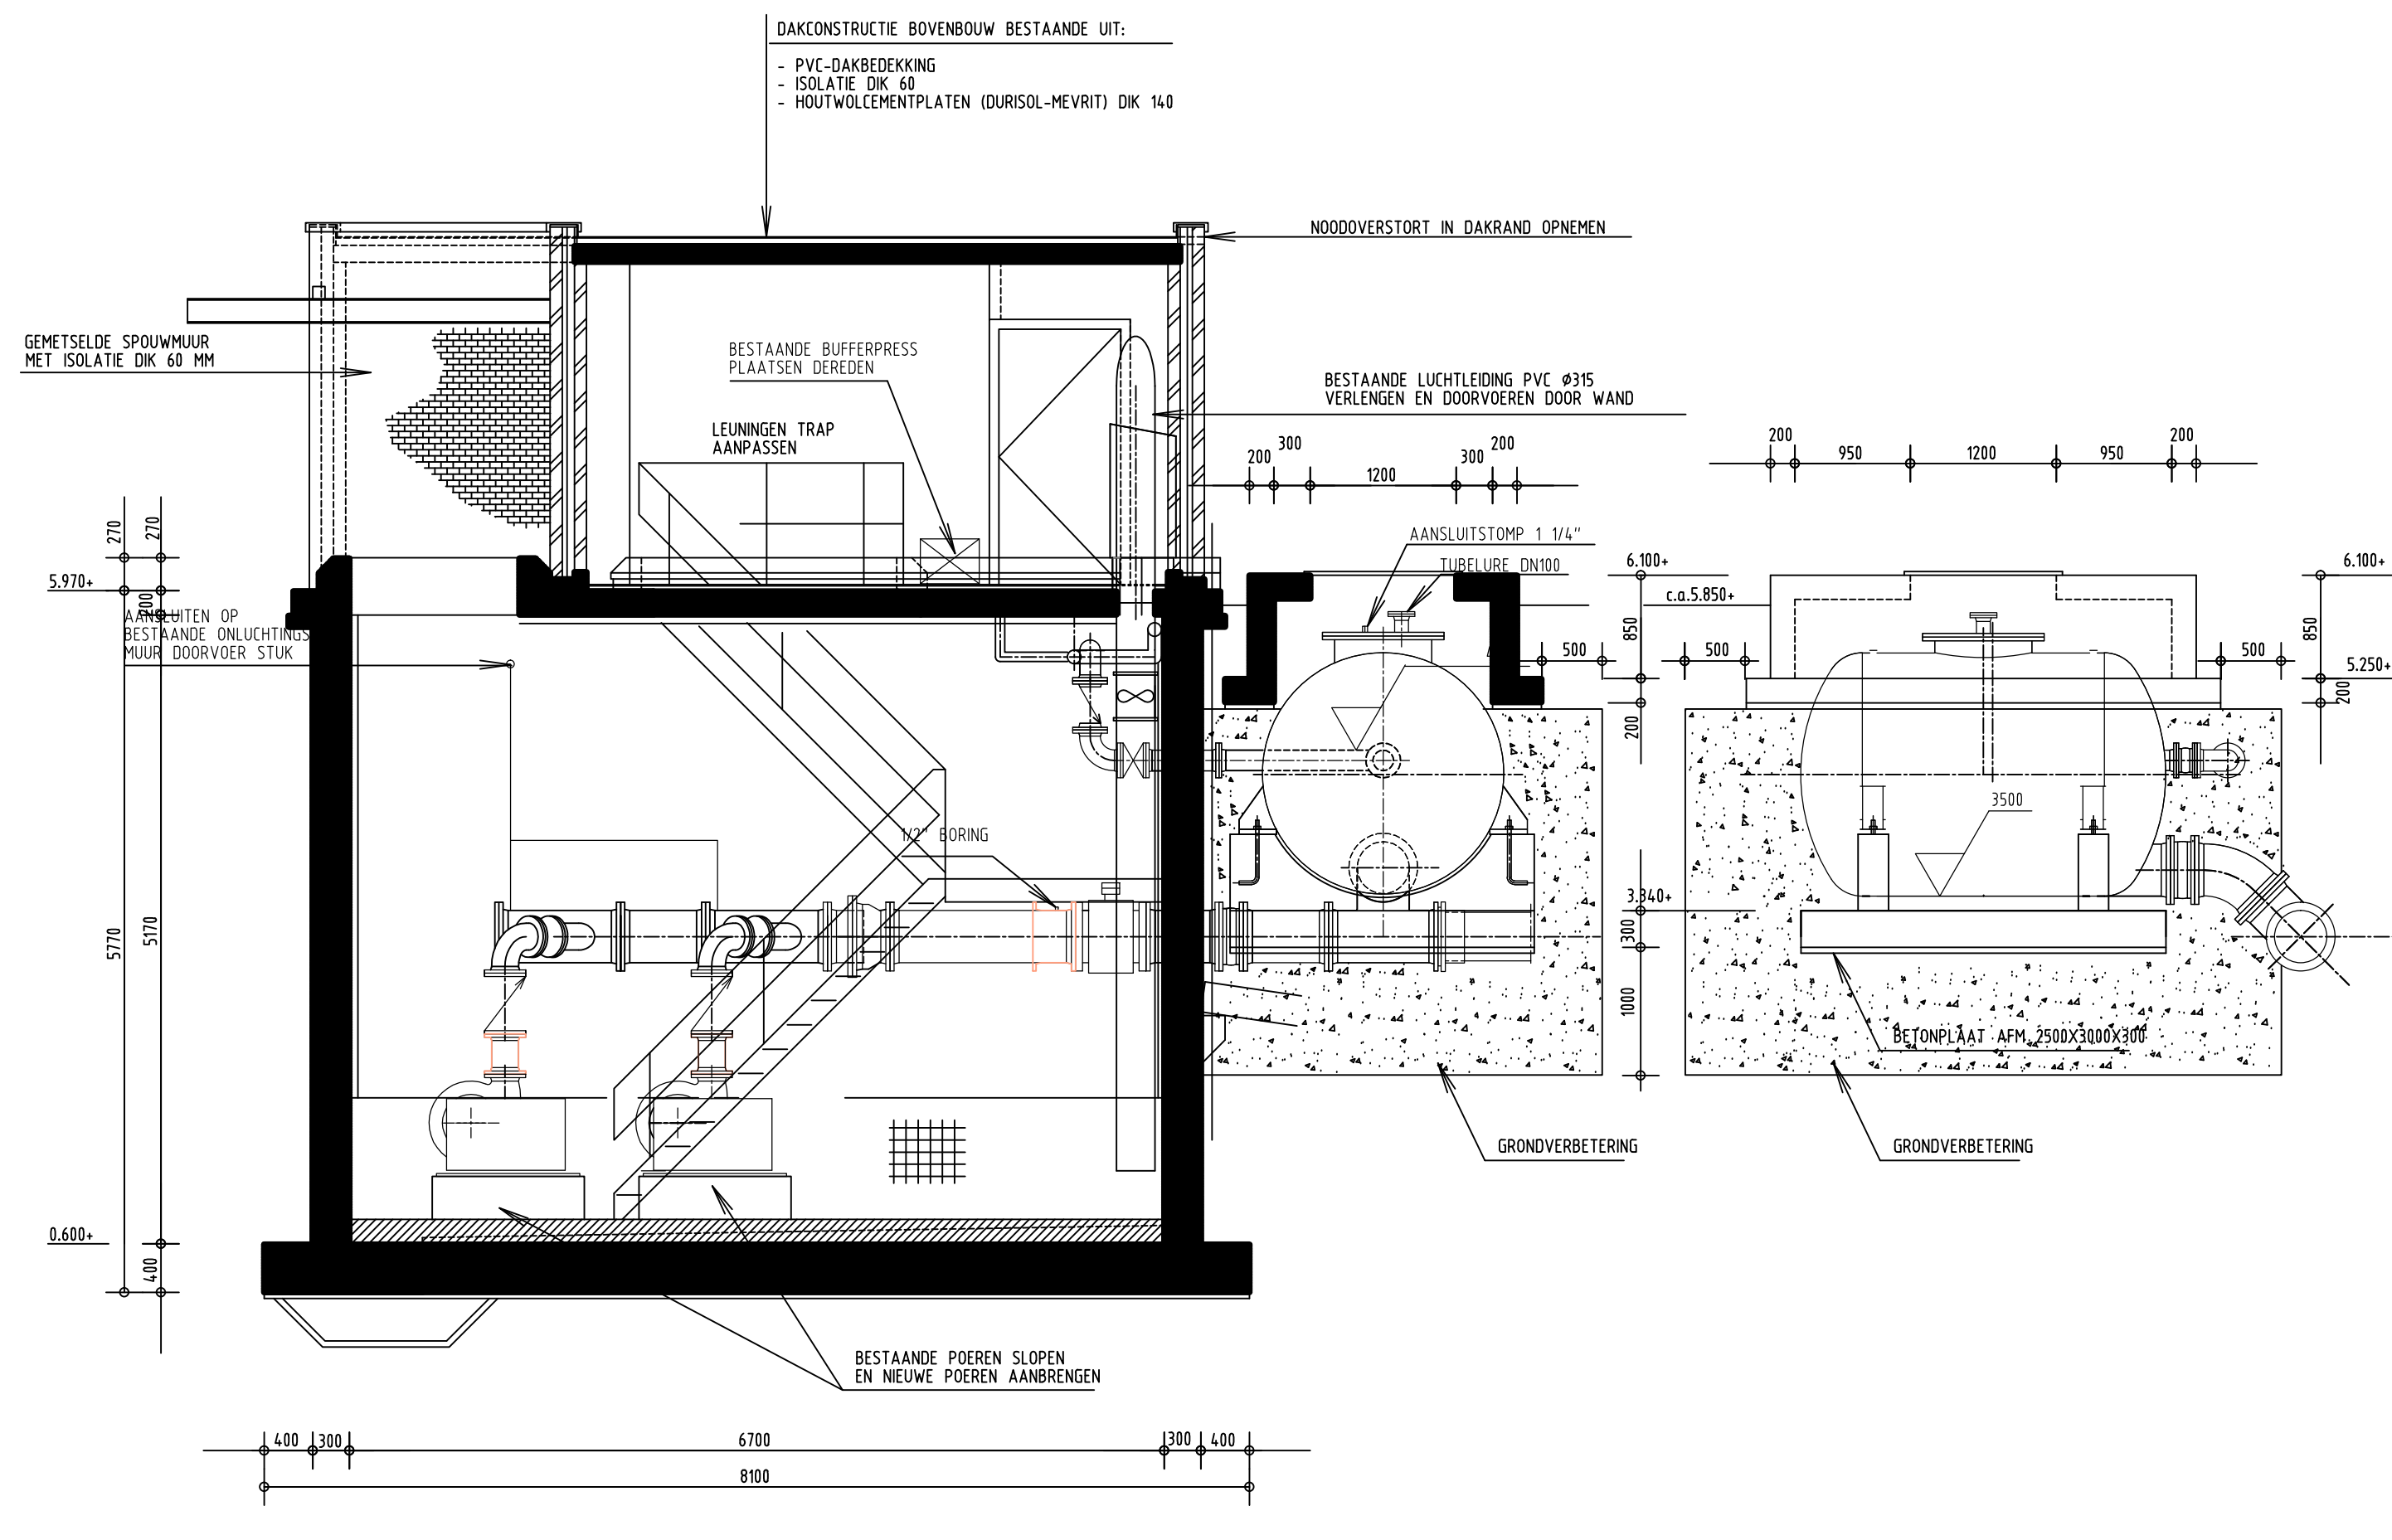 DAKCONSTRUCTIE BOVENBOUW BESTAANDE UIT:
- PVC-DAKBEDEKKING
- ISOLATIE DIK 60
- HOUTWOLCEMENTPLATEN (DURISOL-MEVRIT) DIK 140
NOODOVERSTORT IN DAKRAND OPNEMEN
GEMETSELDE SPOUWMUUR
MET ISOLATIE DIK 60 MM
BESTAANDE BUFFERPRESS
PLAATSEN DEREDEN
BESTAANDE LUCHTLEIDING PVC Ø315
VERLENGEN EN DOORVOEREN DOOR WAND
LEUNINGEN TRAP
AANPASSEN
200 300 1200 300 200
200 950 1200 950 200
270 270
AANSLUITSTOMP 1 1/4"
TUBELURE DN100
6.100+
6.100+
5.970+
c.a.5.850+
200
AANSLUITEN OP
BESTAANDE ONLUCHTINGS
MUUR DOORVOER STUK
850
500
500
500
850
5.250+
200
200
3500
1/2" BORING
3.340+
300
5770
5170
1000
BETONPLAAT AFM. 2500X3000X300
GRONDVERBETERING
GRONDVERBETERING
0.600+
400
BESTAANDE POEREN SLOPEN
EN NIEUWE POEREN AANBRENGEN
400 300 6700 300 400
8100